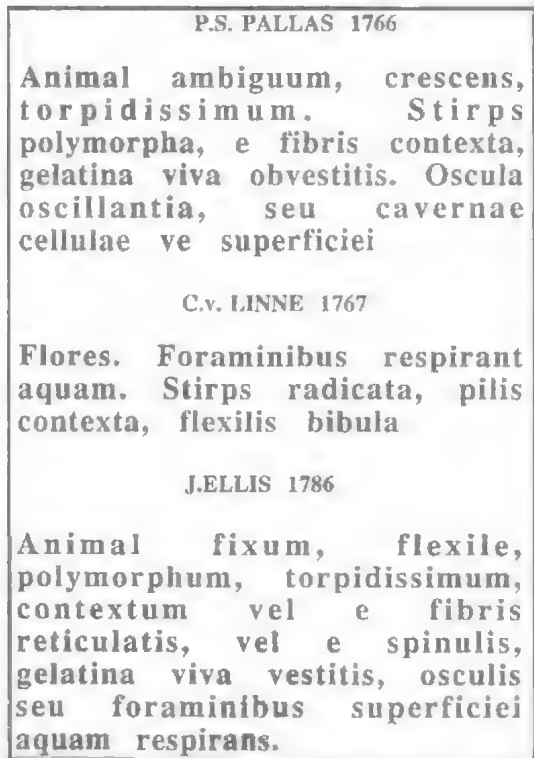 P.S. PALLAS 1766
Animal ambiguum, crescens,
torpidissimum. Stirps
polymorpha, e fibris contexta,
gelatina viva obvestitis. Oscula
oscillantia, seu cavernae
cellulae ve superficiei
C.v. LINNE 1767
Flores. Foraminibus respirant
aquam. Stirps radicata, pilis
contexta, flexilis bibula
J.ELLIS 1786
Animal fixum, flexile,
polymorphum, torpidissimum,
contextum vel e fibris
reticulatis, vel e spinulis,
gelatina viva vestitis, osculis
seu foraminibus superficiei
aquam respirans.